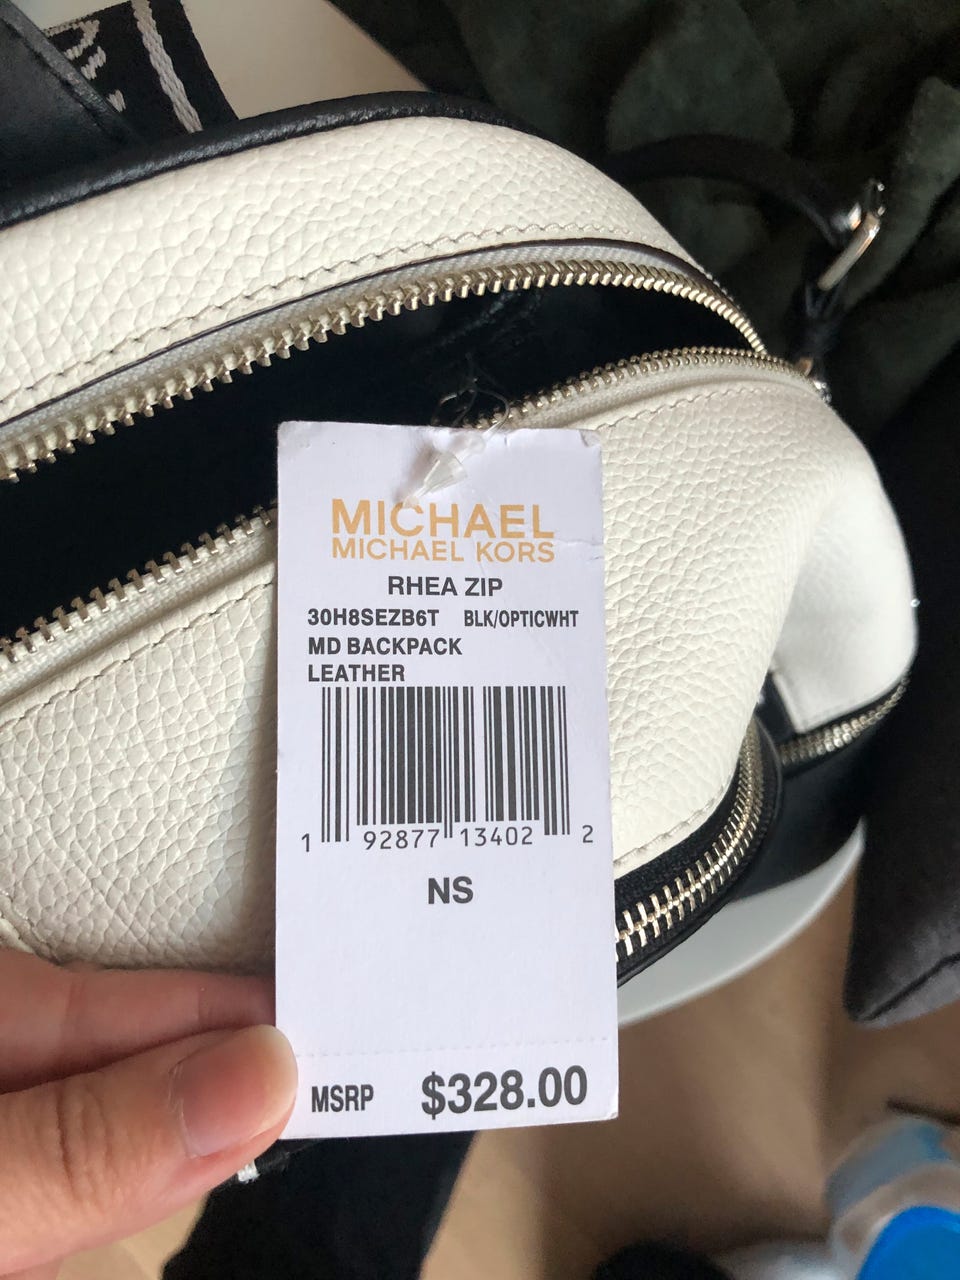 MICHAEL
MICHAEL KORS
RHEA ZIP
30H8SEZB6T BLK/OPTICWHT
MD BACKPACK
LEATHER
1 92877 13402 2
NS
MSRP $328.00